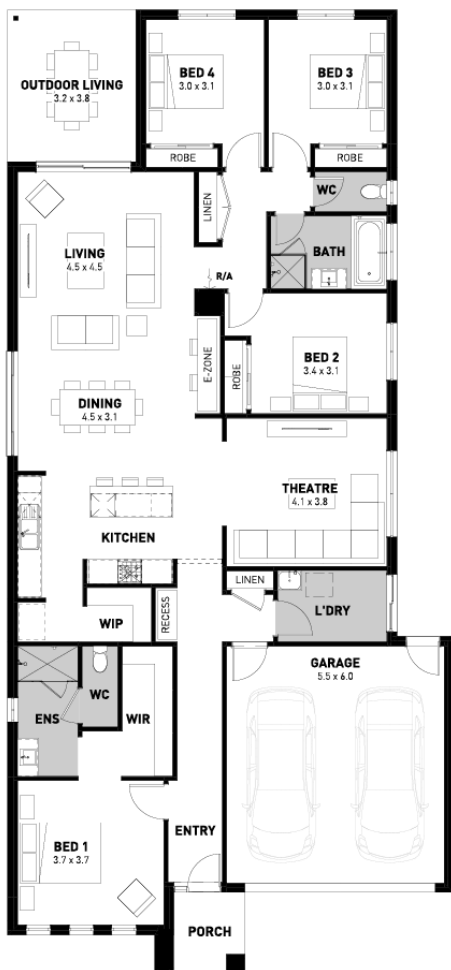 BED 4
3.0 x 3.1
BED 3
3.0 x 3.1
OUTDOOR LIVING
3.2 x 3.8
ROBE
ROBE
WC
LINEN
LIVING
4.5 x 4.5
BATH
R/A
E-ZONE
ROBE
BED 2
3.4 x 3.1
DINING
4.5 x 3.1
THEATRE
4.1 x 3.8
KITCHEN
LINEN
RECESS
L'DRY
WIP
GARAGE
5.5 x 6.0
WC
ENS
WIR
BED 1
3.7 x 3.7
ENTRY
PORCH